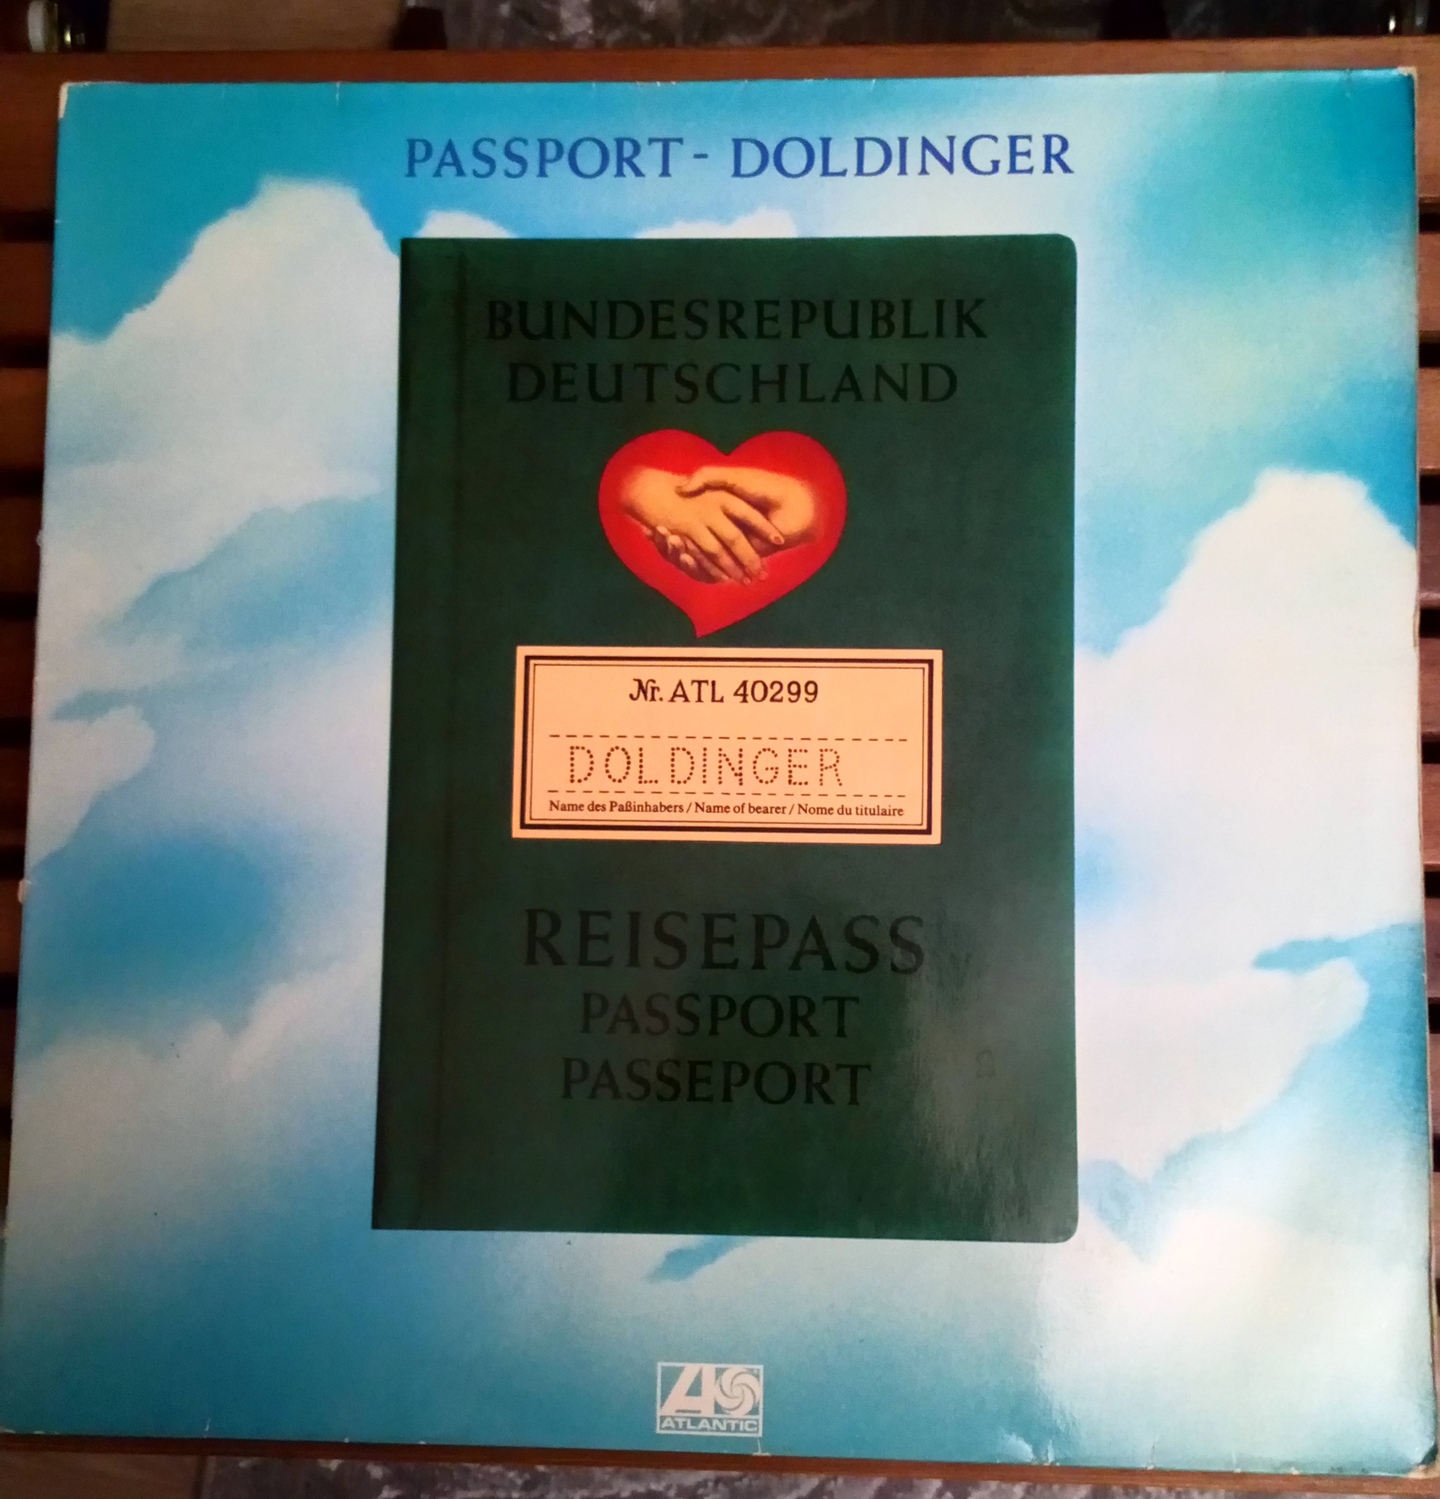 PASSPORT - DOLDINGER
BUNDESREPUBLIK
DEUTSCHLAND
Nr. ATL 40299
DOLDINGER
Name des Paßinhabers / Name of bearer / Nome du titulaire
REISEPASS
PASSPORT
PASSEPORT
ATLANTIC